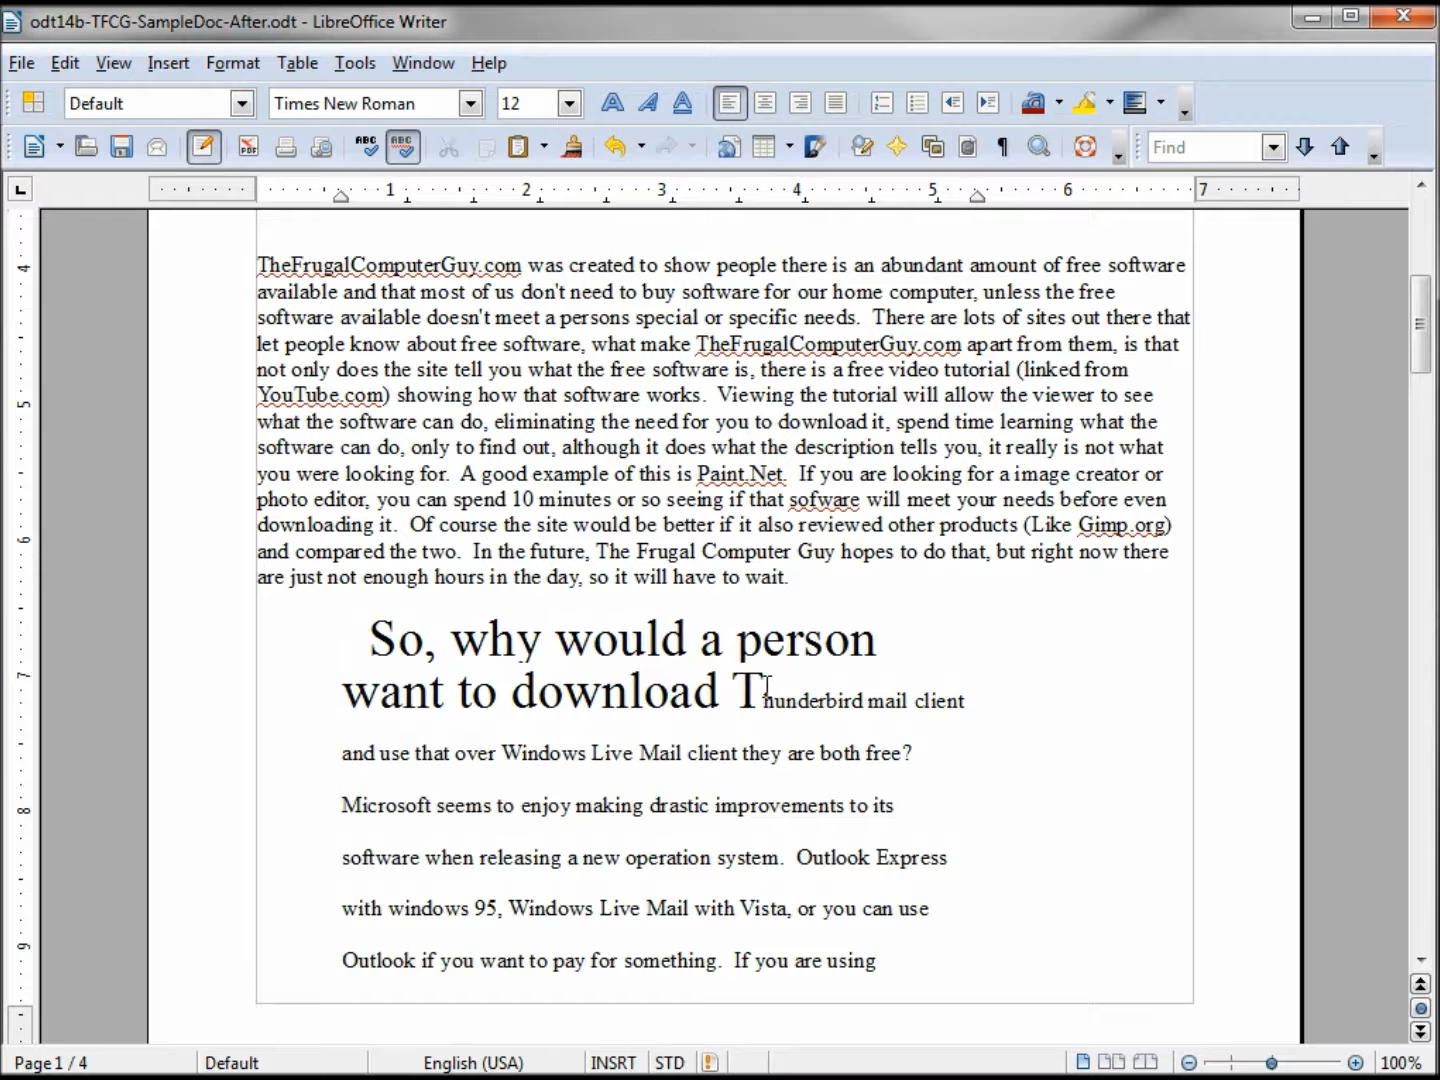 odt14b-TFCG-SampleDoc-After.odt - LibreOffice Writer
File Edit View Insert Format Table Tools Window Help
Default Times New Roman 12
ABC ABC PDF Find
1 2 3 4 5 6 7
4
5
6
7
8
9
TheFrugalComputerGuy.com was created to show people there is an abundant amount of free software
available and that most of us don't need to buy software for our home computer, unless the free
software available doesn't meet a persons special or specific needs.  There are lots of sites out there that
let people know about free software, what make TheFrugalComputerGuy.com apart from them, is that
not only does the site tell you what the free software is, there is a free video tutorial (linked from
YouTube.com) showing how that software works.  Viewing the tutorial will allow the viewer to see
what the software can do, eliminating the need for you to download it, spend time learning what the
software can do, only to find out, although it does what the description tells you, it really is not what
you were looking for.  A good example of this is Paint.Net.  If you are looking for a image creator or
photo editor, you can spend 10 minutes or so seeing if that sofware will meet your needs before even
downloading it.  Of course the site would be better if it also reviewed other products (Like Gimp.org)
and compared the two.  In the future, The Frugal Computer Guy hopes to do that, but right now there
are just not enough hours in the day, so it will have to wait.
So, why would a person
want to download Thunderbird mail client
and use that over Windows Live Mail client they are both free?
Microsoft seems to enjoy making drastic improvements to its
software when releasing a new operation system.  Outlook Express
with windows 95, Windows Live Mail with Vista, or you can use
Outlook if you want to pay for something.  If you are using
Page 1 / 4 Default English (USA) INSRT STD 100%